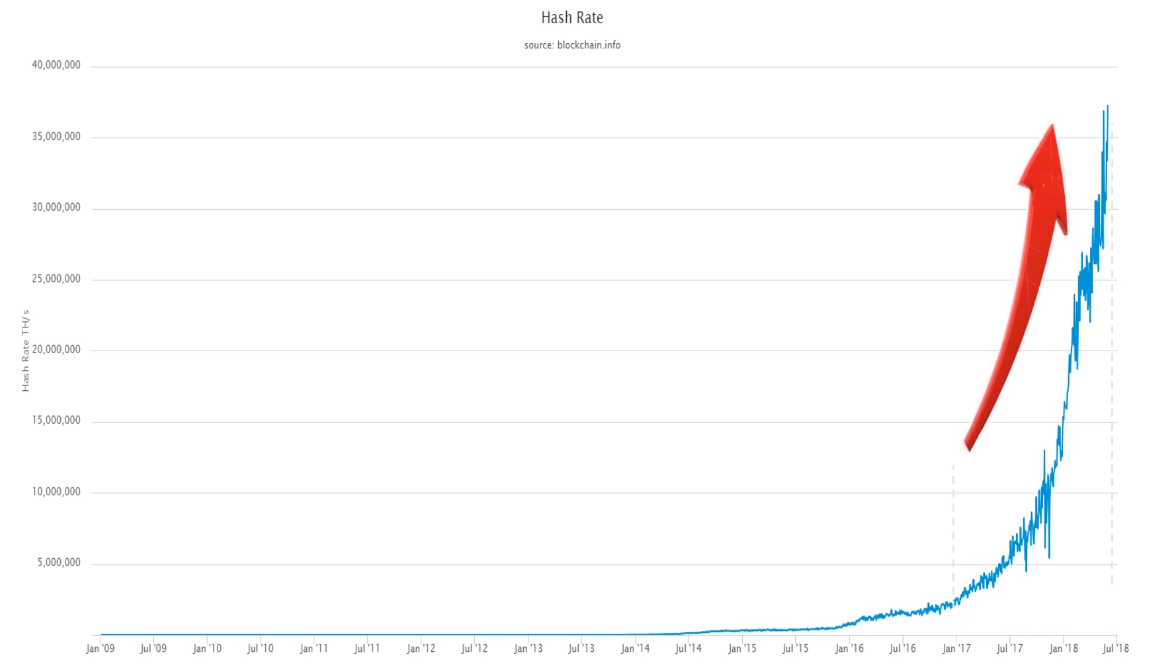 Hash Rate
source: blockchain.info
40,000,000
35,000,000
30,000,000
25,000,000
20,000,000
15,000,000
10,000,000
5,000,000
Hash Rate TH/s
Jan '09 Jul '09 Jan '10 Jul '10 Jan '11 Jul '11 Jan '12 Jul '12 Jan '13 Jul '13 Jan '14 Jul '14 Jan '15 Jul '15 Jan '16 Jul '16 Jan '17 Jul '17 Jan '18 Jul '18